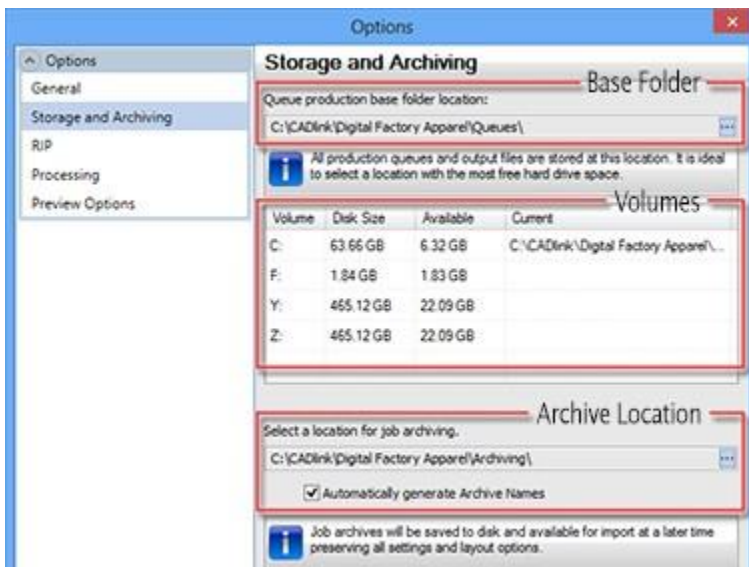 Options
Options
General
Storage and Archiving
RIP
Processing
Preview Options
Storage and Archiving
Base Folder
Queue production base folder location:
C:\CADlink\Digital Factory Apparel\Queues\
All production queues and output files are stored at this location. It is ideal
to select a location with the most free hard drive space.
Volumes
Volume Disk Size Available Current
C: 63.66 GB 6.32 GB C:\CADlink\Digital Factory Apparel\...
F: 1.84 GB 1.83 GB
Y: 465.12 GB 22.09 GB
Z: 465.12 GB 22.09 GB
Archive Location
Select a location for job archiving.
C:\CADlink\Digital Factory Apparel\Archiving\
Automatically generate Archive Names
Job archives will be saved to disk and available for import at a later time
preserving all settings and layout options.